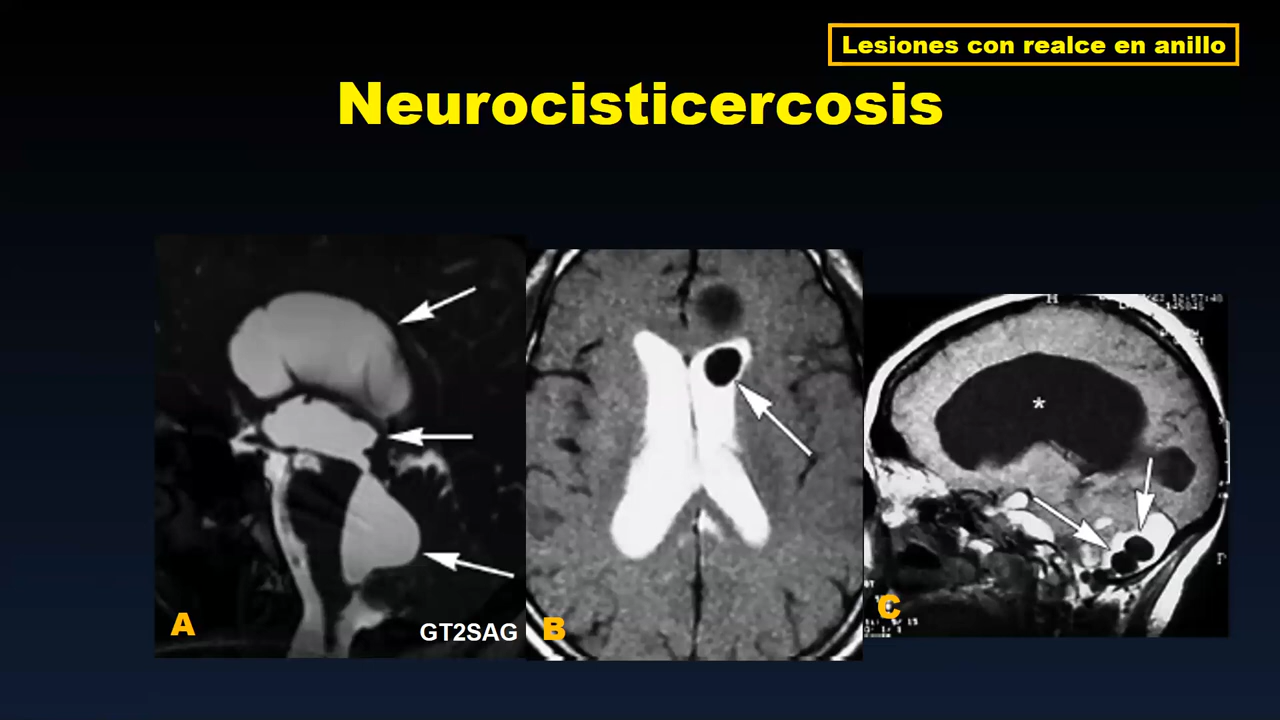 Lesiones con realce en anillo
Neurocisticercosis
A
GT2SAG
B
H
*
C